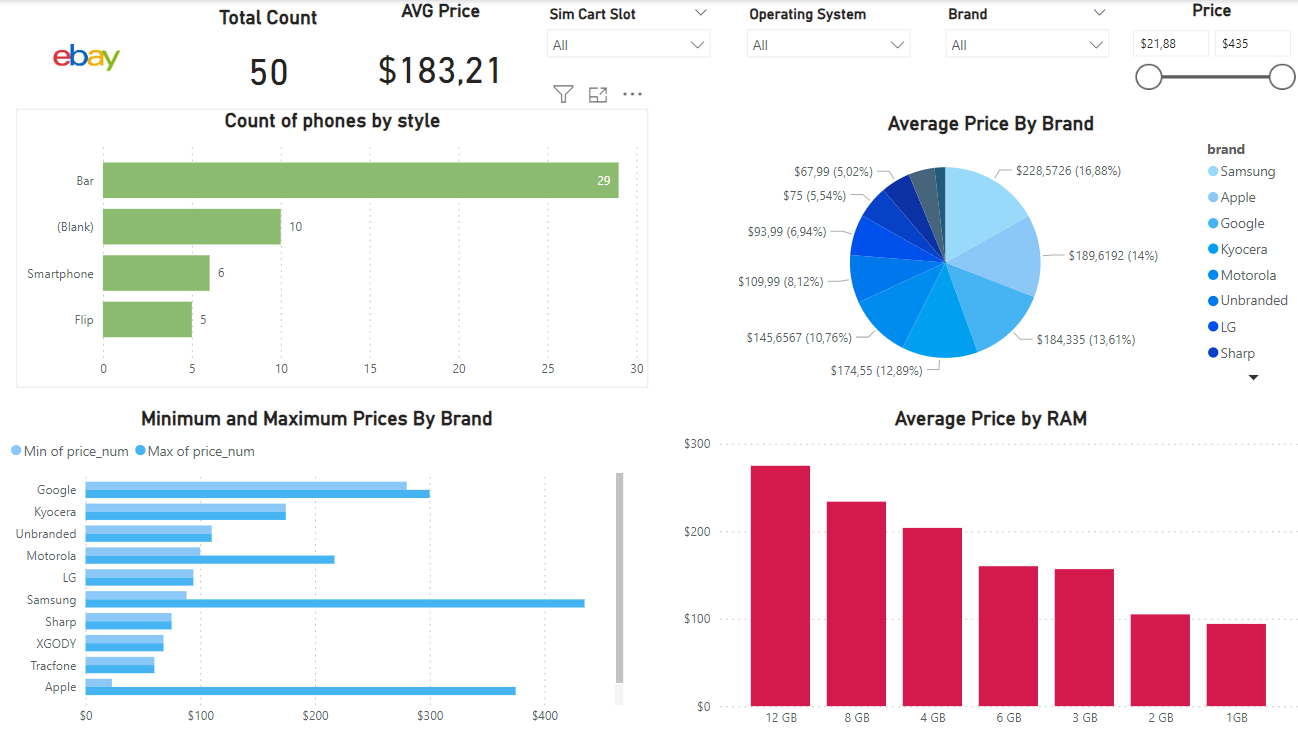 ebay
Total Count
50
AVG Price
$183,21
Sim Cart Slot
All
Operating System
All
Brand
All
Price
$21,88
$435
Count of phones by style
Bar
29
(Blank)
10
Smartphone
6
Flip
5
0 5 10 15 20 25 30
Average Price By Brand
$67,99 (5,02%)
$228,5726 (16,88%)
$75 (5,54%)
$93,99 (6,94%)
$189,6192 (14%)
$109,99 (8,12%)
$145,6567 (10,76%)
$184,335 (13,61%)
$174,55 (12,89%)
brand
Samsung
Apple
Google
Kyocera
Motorola
Unbranded
LG
Sharp
Minimum and Maximum Prices By Brand
Min of price_num Max of price_num
Google
Kyocera
Unbranded
Motorola
LG
Samsung
Sharp
XGODY
Tracfone
Apple
$0 $100 $200 $300 $400
Average Price by RAM
$300
$200
$100
$0
12 GB 8 GB 4 GB 6 GB 3 GB 2 GB 1GB